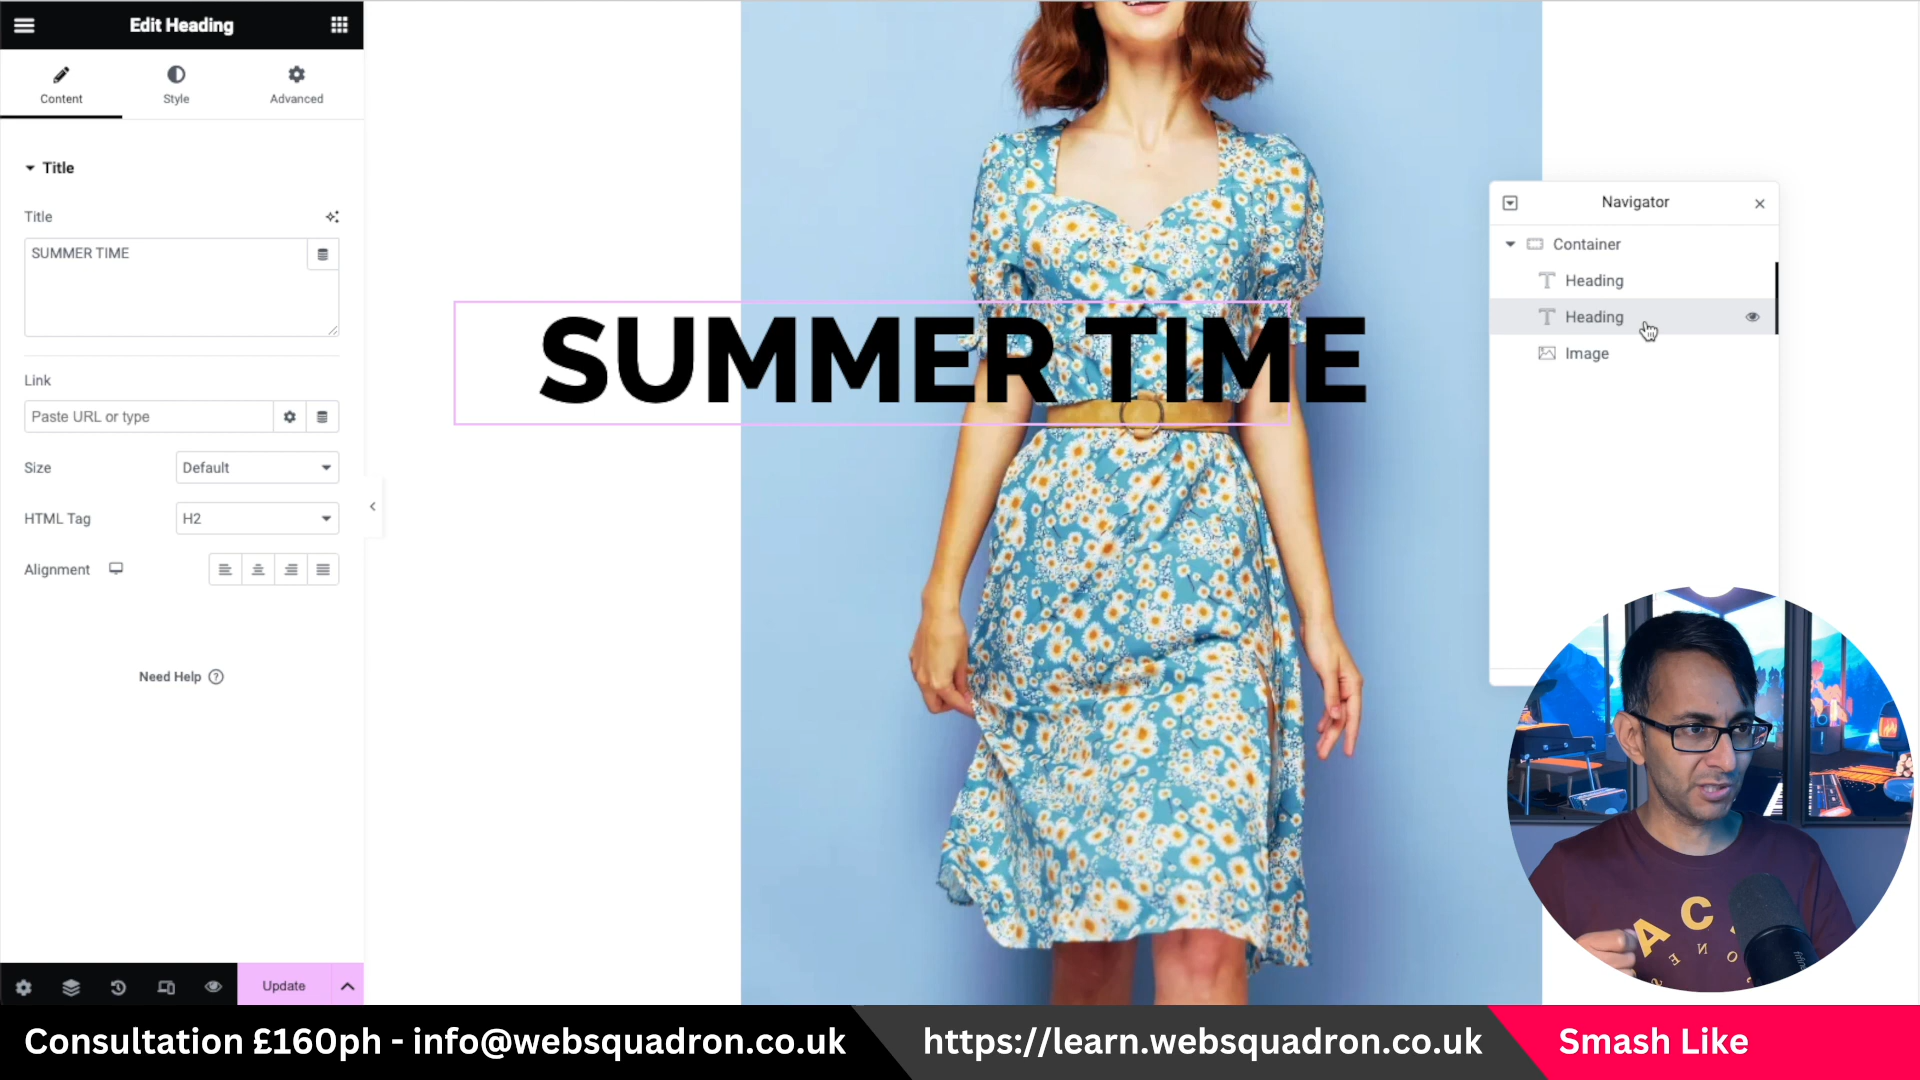 Edit Heading
Content
Style
Advanced
Title
Title
SUMMER TIME
Link
Paste URL or type
Size
Default
HTML Tag
H2
Alignment
Need Help ?
Update
SUMMER TIME
Navigator
Container
Heading
Heading
Image
Consultation £160ph - info@websquadron.co.uk
https://learn.websquadron.co.uk
Smash Like